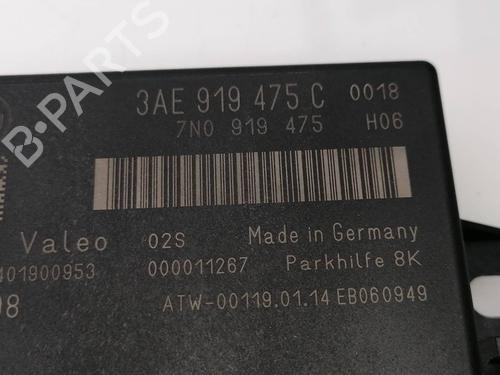 3AE 919 475 C 0018
7N0 919 475 H06
Valeo 02S Made in Germany
401900953 000011267 Parkhilfe 8K
08 ATW-00119.01.14 EB060949